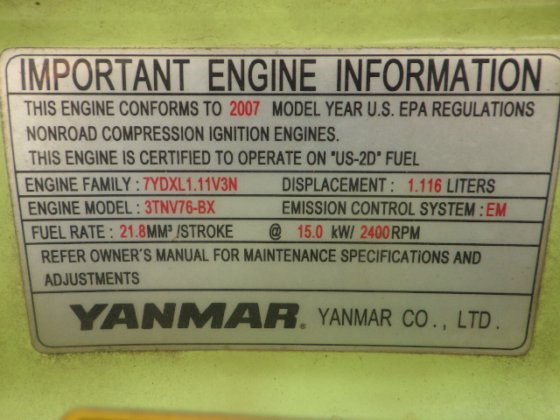 IMPORTANT ENGINE INFORMATION
THIS ENGINE CONFORMS TO 2007 MODEL YEAR U.S. EPA REGULATIONS
NONROAD COMPRESSION IGNITION ENGINES.
THIS ENGINE IS CERTIFIED TO OPERATE ON "US-2D" FUEL
ENGINE FAMILY : 7YDXL1.11V3N DISPLACEMENT : 1.116 LITERS
ENGINE MODEL : 3TNV76-BX EMISSION CONTROL SYSTEM : EM
FUEL RATE : 21.8MM³ /STROKE @ 15.0 kW/ 2400RPM
REFER OWNER'S MANUAL FOR MAINTENANCE SPECIFICATIONS AND
ADJUSTMENTS
YANMAR® YANMAR CO., LTD.